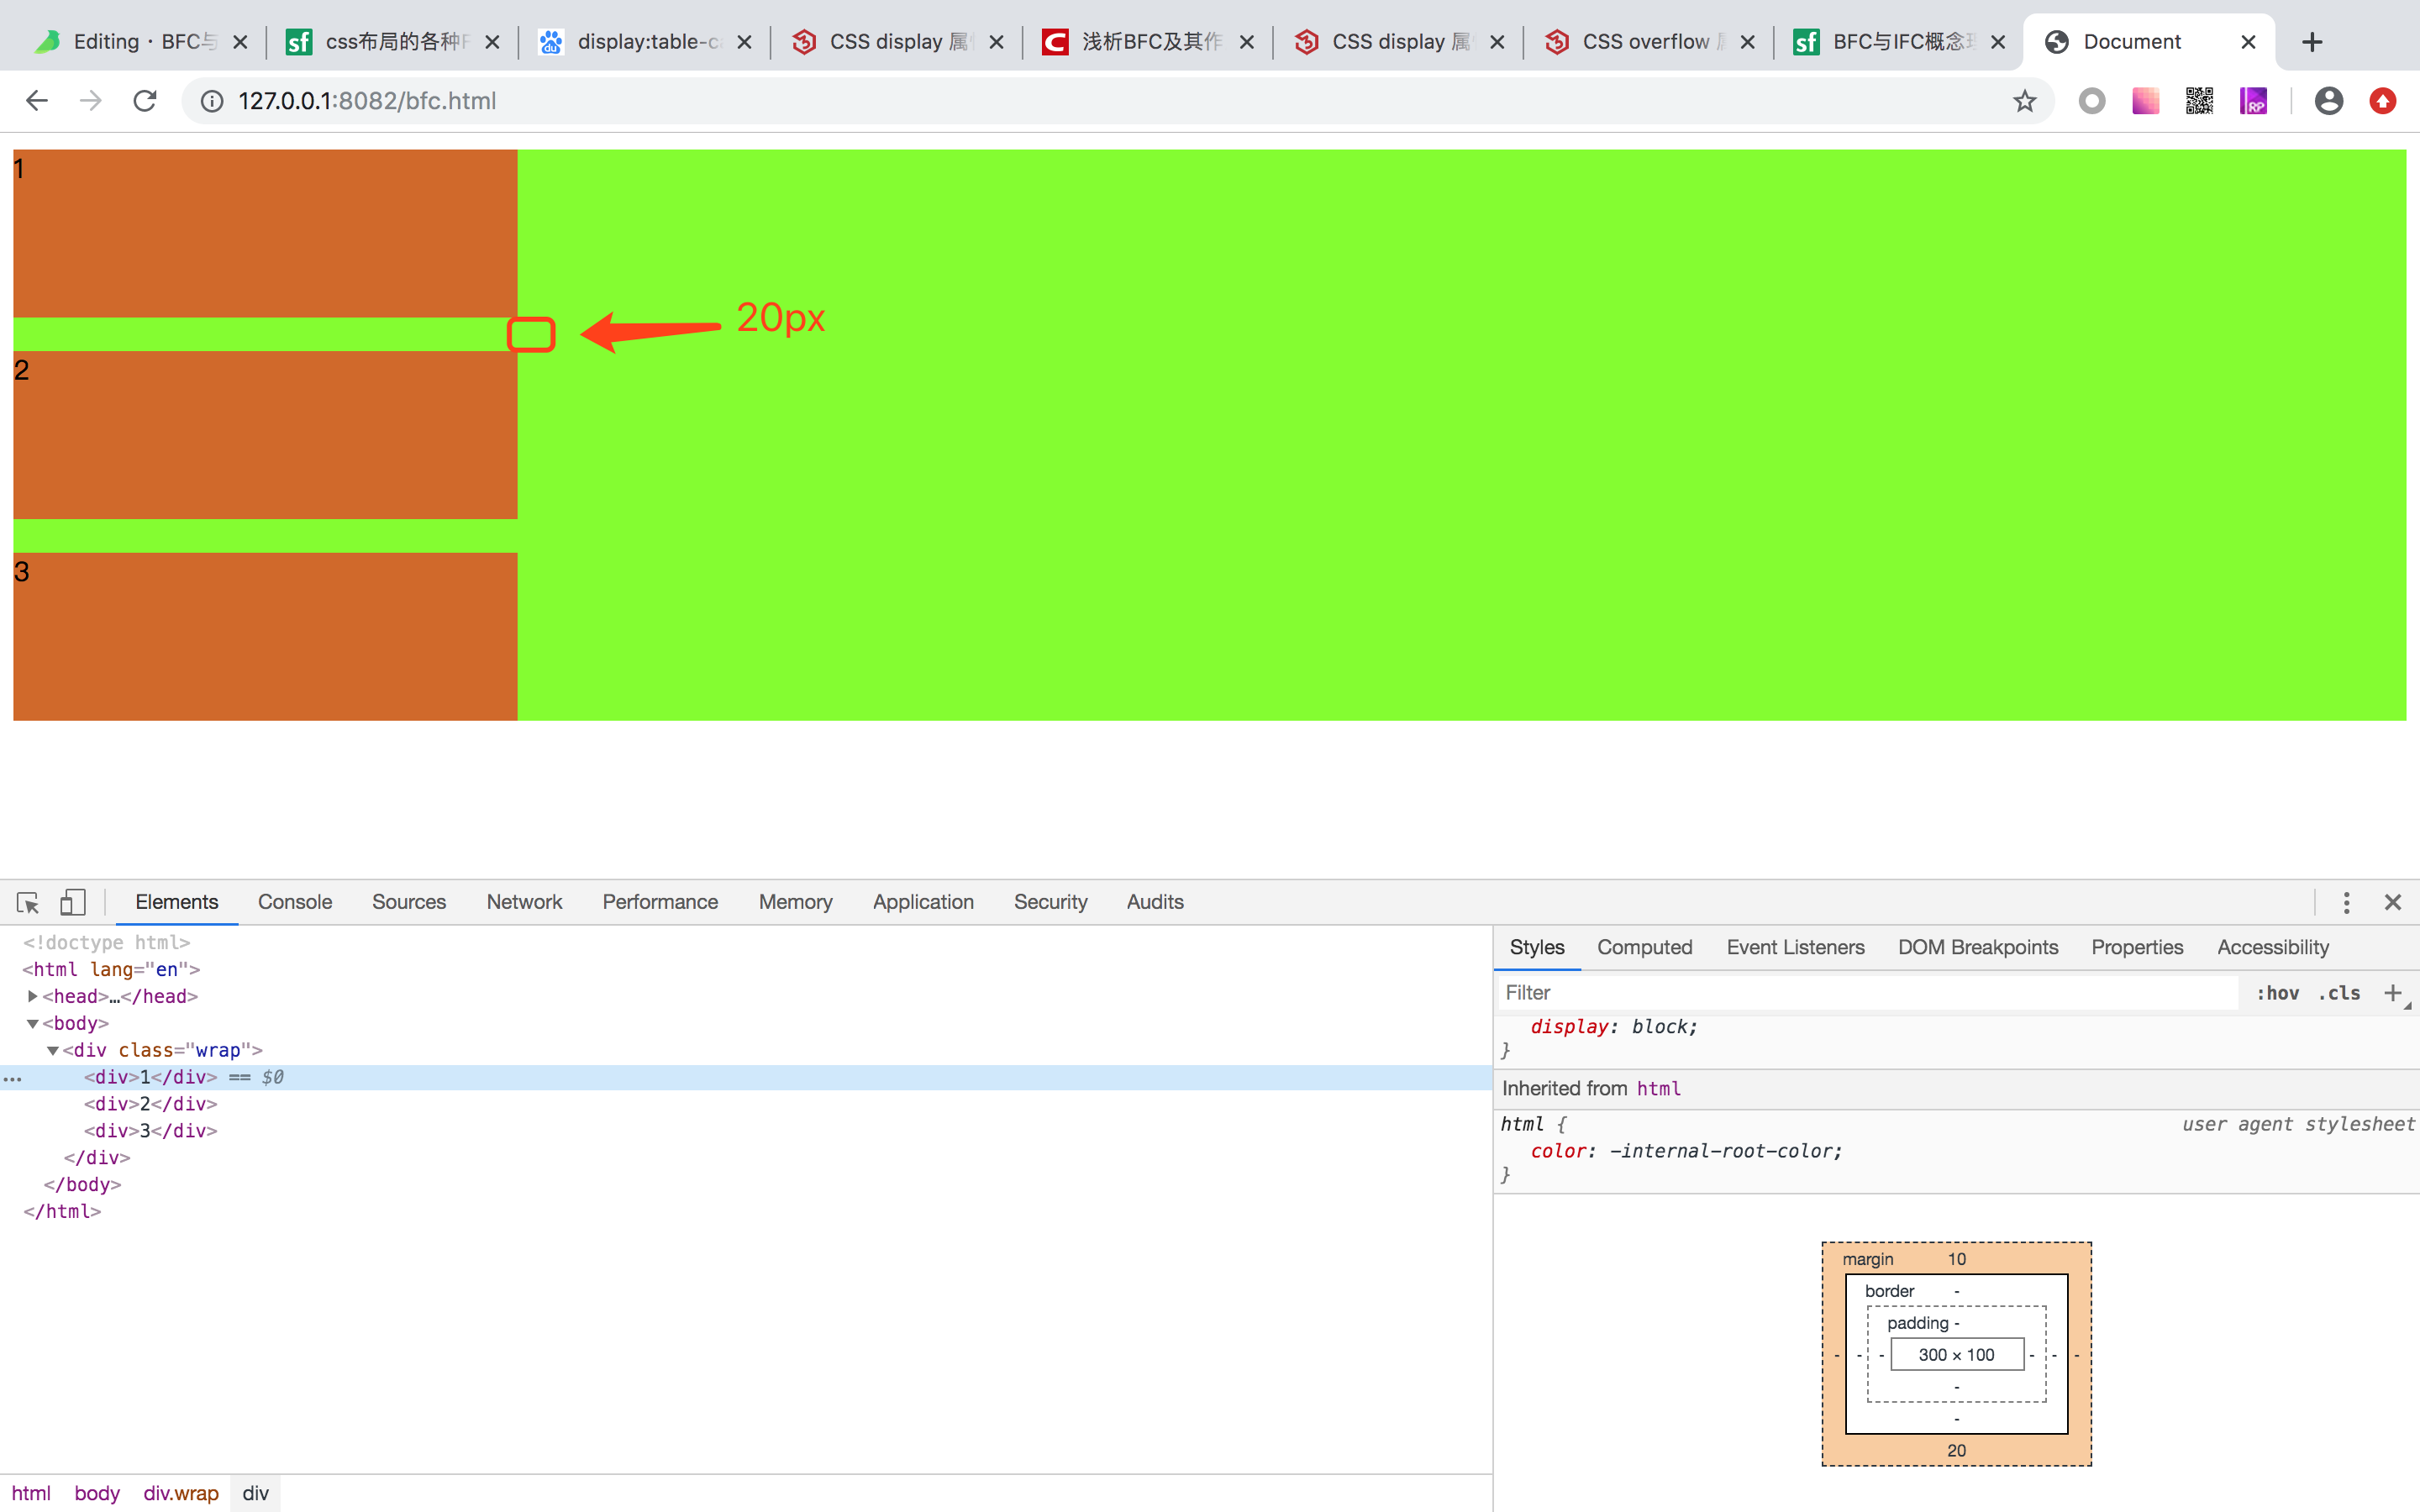 Editing · BFC与
css布局的各种
display:table-c
CSS display 属
浅析BFC及其作
CSS display 属
CSS overflow
BFC与IFC概念
Document
127.0.0.1:8082/bfc.html
1
20px
2
3
Elements Console Sources Network Performance Memory Application Security Audits
<!doctype html>
<html lang="en">
<head>…</head>
<body>
<div class="wrap">
<div>1</div> == $0
<div>2</div>
<div>3</div>
</div>
</body>
</html>
html body div.wrap div
Styles Computed Event Listeners DOM Breakpoints Properties Accessibility
Filter :hov .cls +
display: block;
}
Inherited from html
html { user agent stylesheet
color: -internal-root-color;
}
margin 10
border -
padding -
- - - 300 × 100 - - -
-
-
20